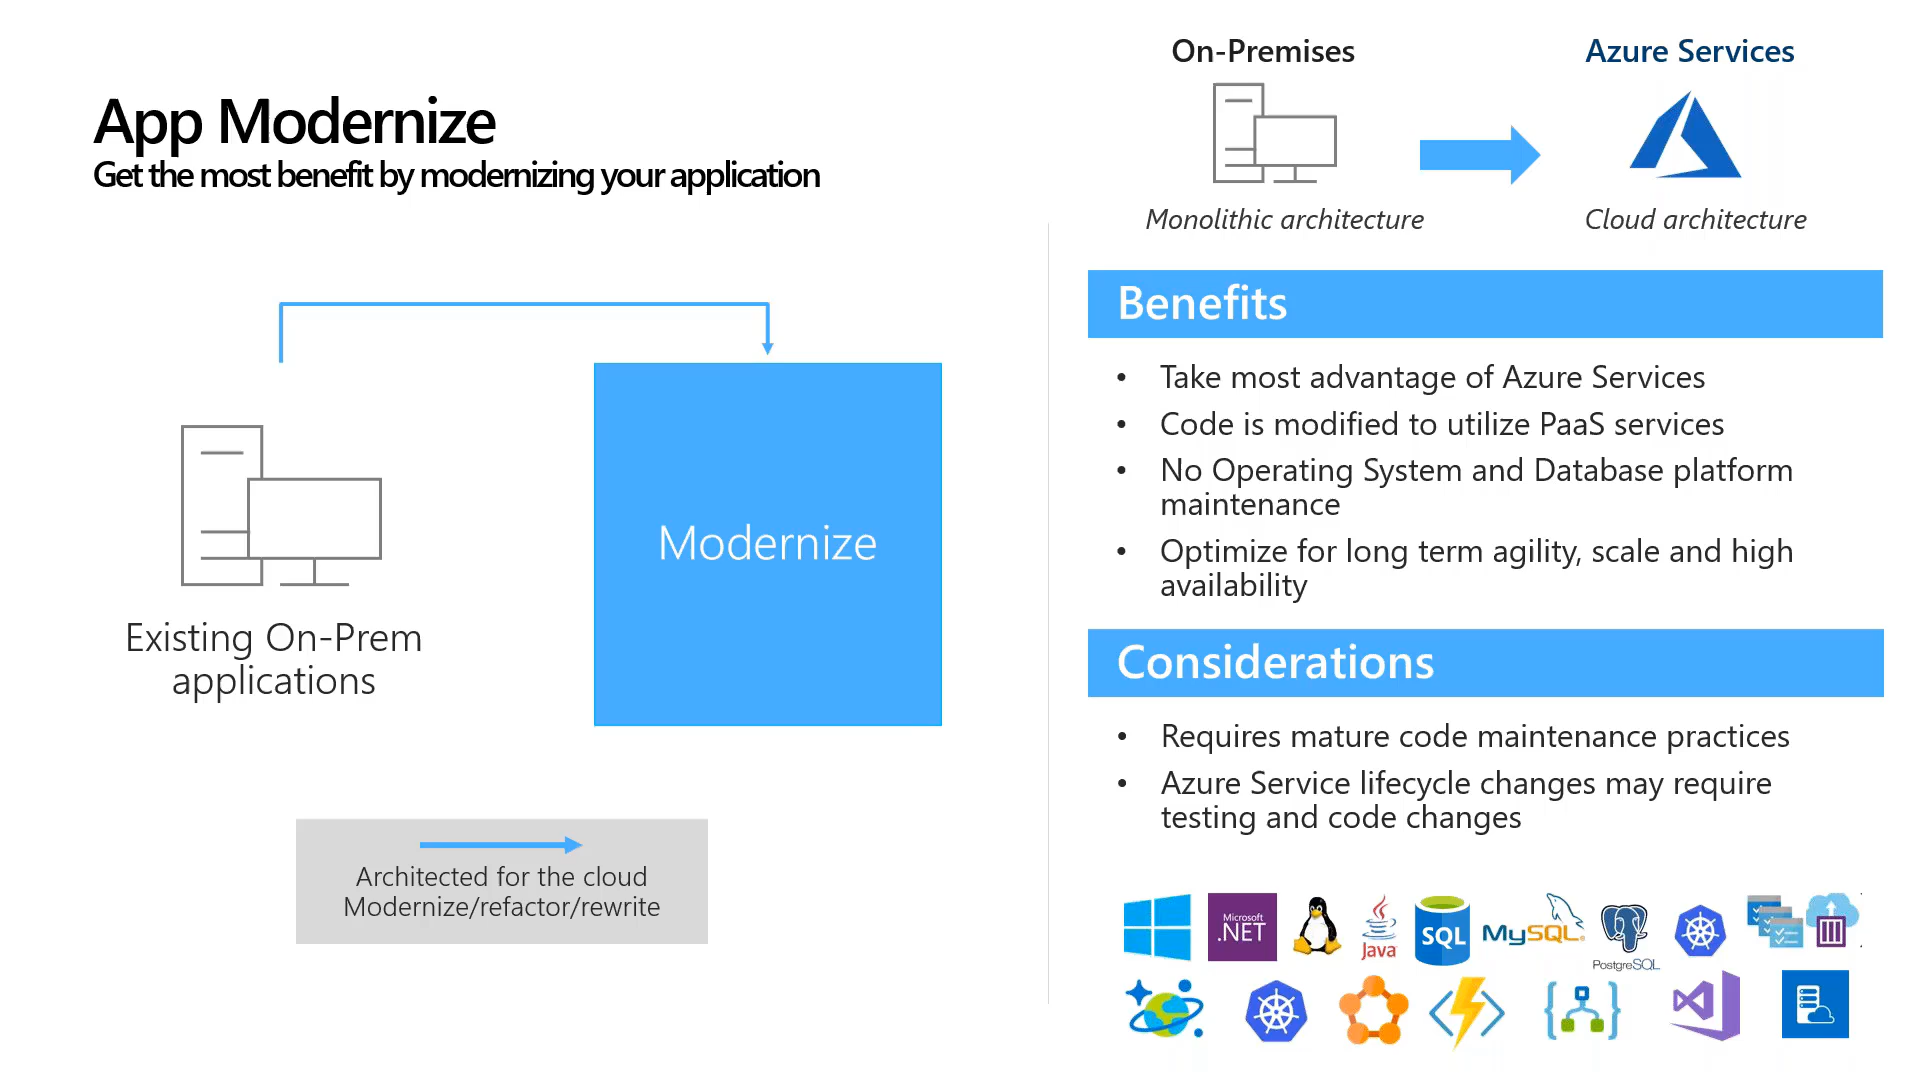 App Modernize
Get the most benefit by modernizing your application
Existing On-Prem
applications
Modernize
Architected for the cloud
Modernize/refactor/rewrite
On-Premises
Azure Services
Monolithic architecture
Cloud architecture
Benefits
• Take most advantage of Azure Services
• Code is modified to utilize PaaS services
• No Operating System and Database platform
maintenance
• Optimize for long term agility, scale and high
availability
Considerations
• Requires mature code maintenance practices
• Azure Service lifecycle changes may require
testing and code changes
Microsoft
.NET
Java
SQL
MySQL.
PostgreSQL